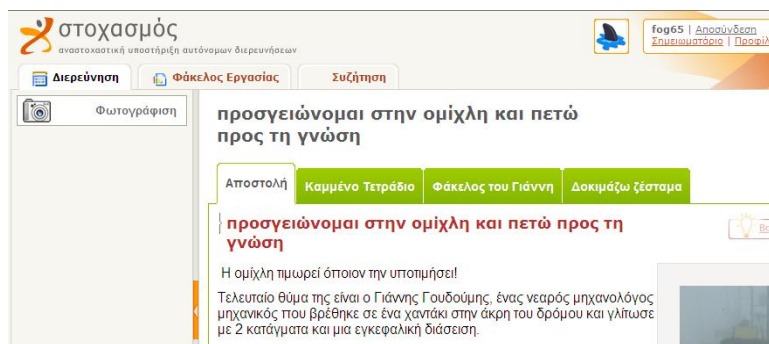 στοχασμός
αναστοχαστική υποστήριξη αυτόνομων διερευνήσεων
fog65 | Αποσύνδεση
Σημειωματάριο | Προφίλ
Διερεύνηση
Φάκελος Εργασίας
Συζήτηση
Φωτογράφιση
προσγειώνομαι στην ομίχλη και πετώ
προς τη γνώση
Αποστολή
Καμμένο Τετράδιο
Φάκελος του Γιάννη
Δοκιμάζω ζέσταμα
προσγειώνομαι στην ομίχλη και πετώ προς τη
γνώση
Η ομίχλη τιμωρεί όποιον την υποτιμήσει!
Τελευταίο θύμα της είναι ο Γιάννης Γουδούμης, ένας νεαρός μηχανολόγος
μηχανικός που βρέθηκε σε ένα χαντάκι στην άκρη του δρόμου και γλίτωσε
με 2 κατάγματα και μια εγκεφαλική διάσειση.